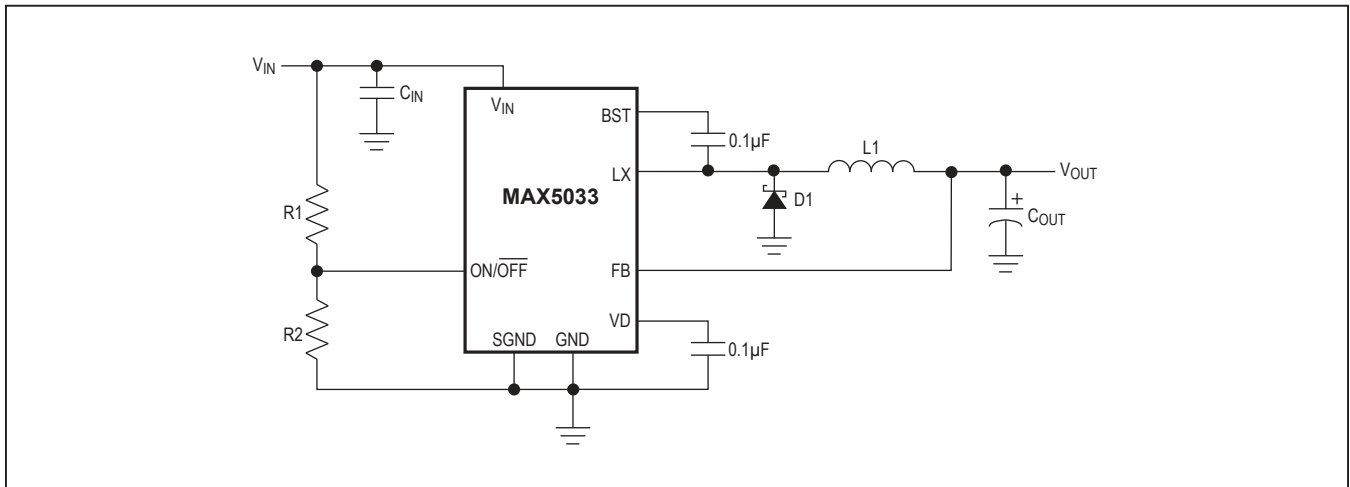 VIN
CIN
VIN
BST
0.1μF
L1
LX
VOUT
MAX5033
D1
COUT
+
R1
ON/OFF
FB
R2
VD
SGND
GND
0.1μF